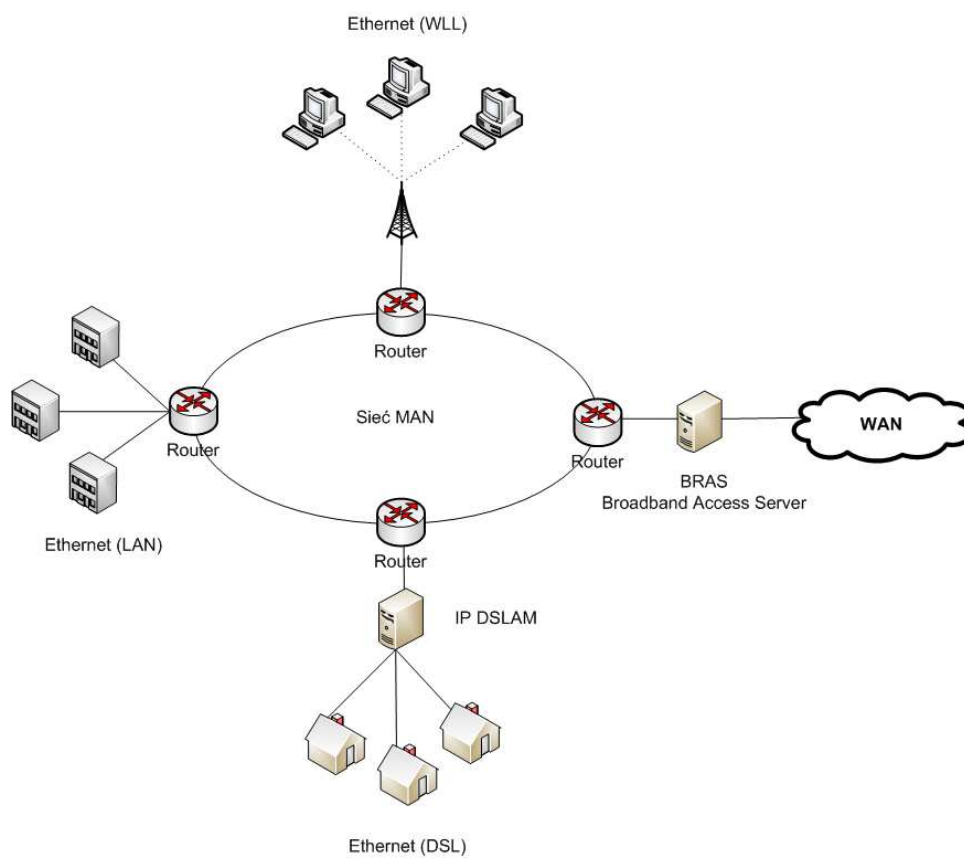 Ethernet (WLL)
Router
Sieć MAN
Router
Router
WAN
BRAS
Broadband Access Server
Ethernet (LAN)
Router
IP DSLAM
Ethernet (DSL)